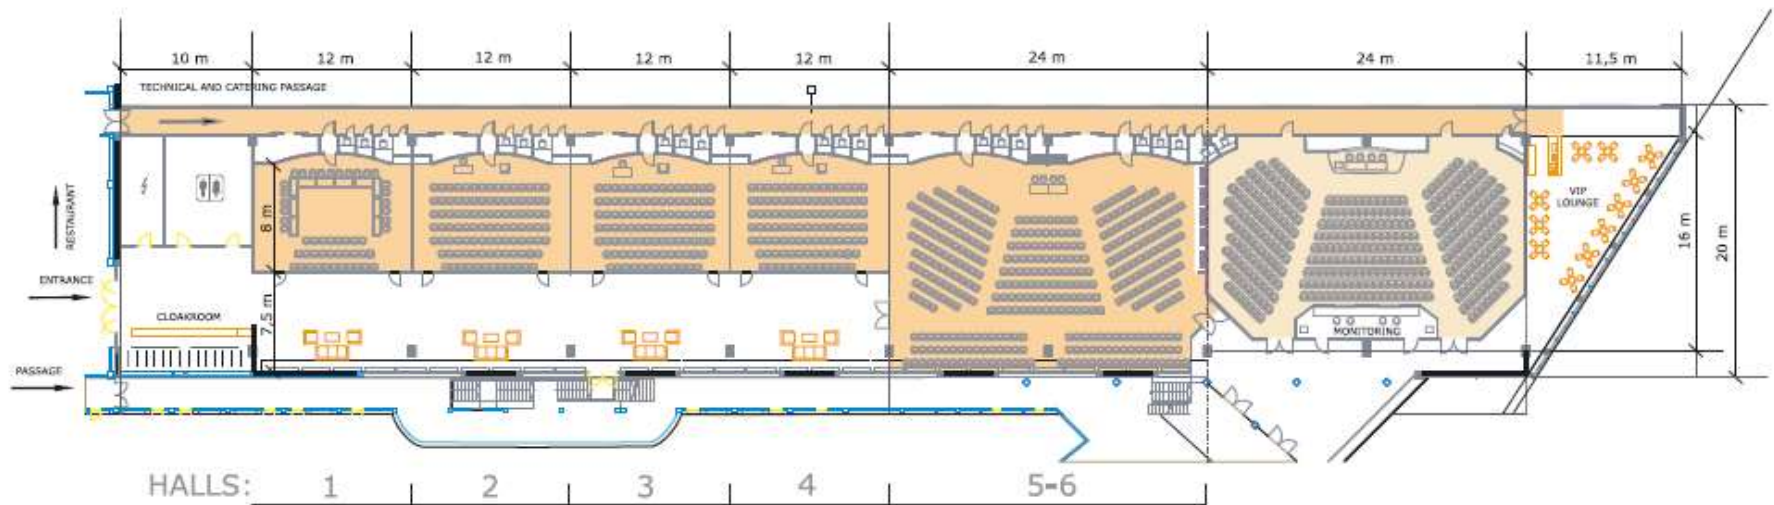 10 m
12 m
12 m
12 m
12 m
24 m
24 m
11,5 m
TECHNICAL AND CATERING PASSAGE
RESTAURANT
8 m
VIP
LOUNGE
16 m
20 m
ENTRANCE
CLOAKROOM
7,5 m
MONITORING
PASSAGE
HALLS:
1
2
3
4
5-6